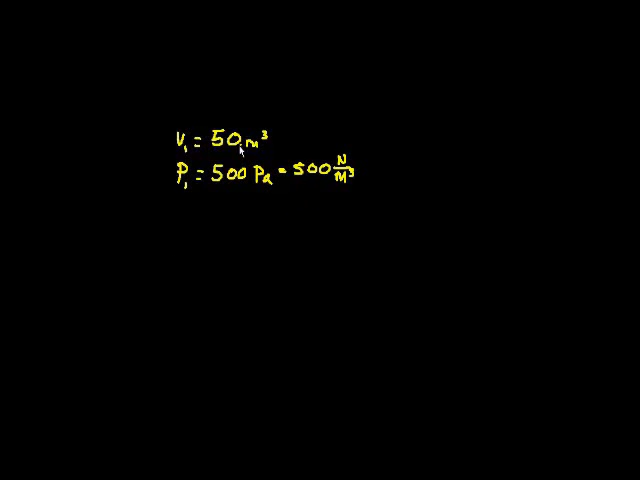 V₁ = 50 m³
P₁ = 500 Pa = 500 N/M³